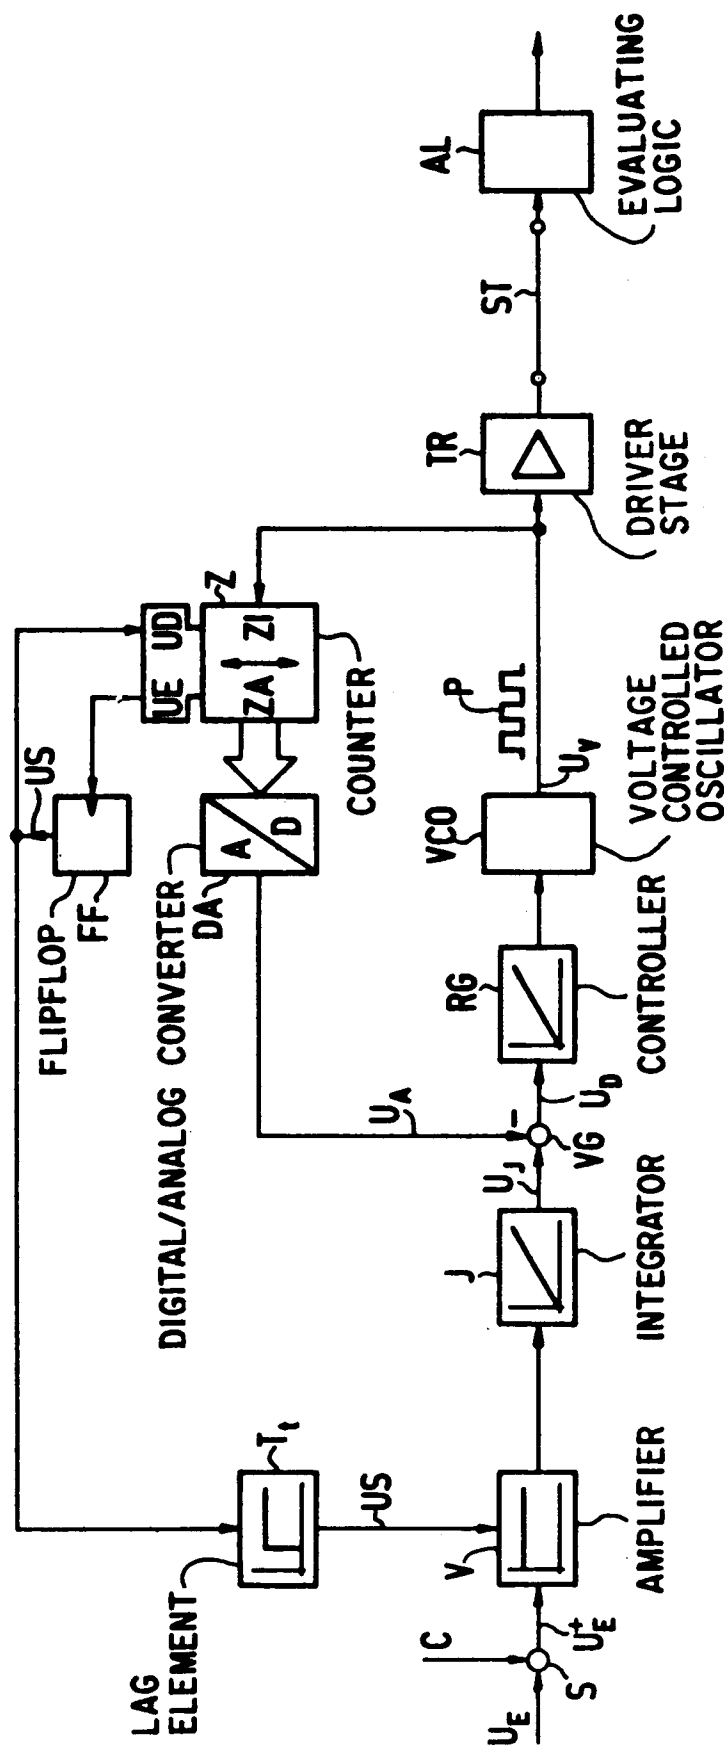 LAG
ELEMENT
T_t
US
FLIPFLOP
FF
US
UE UD
ZA ZI
Z
COUNTER
A
D
DIGITAL/ANALOG CONVERTER
DA
U_A
C
U_E
S
U_E^+
V
AMPLIFIER
J
INTEGRATOR
U_J
−
VG
U_D
RG
CONTROLLER
VCO
VOLTAGE
CONTROLLED
OSCILLATOR
U_V
P
TR
DRIVER
STAGE
ST
AL
EVALUATING
LOGIC